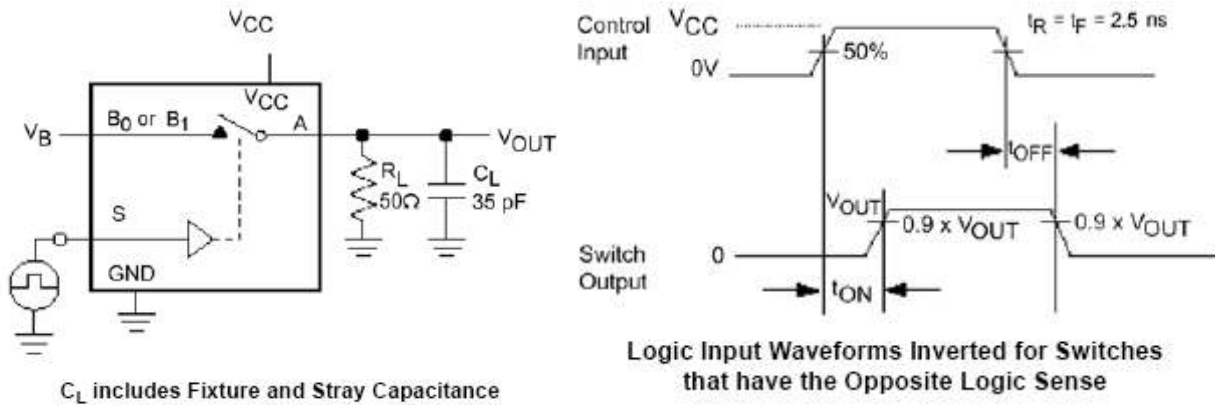 VCC
VCC
VB
B0 or B1
A
VOUT
RL
50Ω
CL
35 pF
S
GND
CL includes Fixture and Stray Capacitance
Control
Input
VCC
0V
50%
tR = tF = 2.5 ns
tOFF
VOUT
0.9 x VOUT
0.9 x VOUT
Switch
Output
0
tON
Logic Input Waveforms Inverted for Switches
that have the Opposite Logic Sense